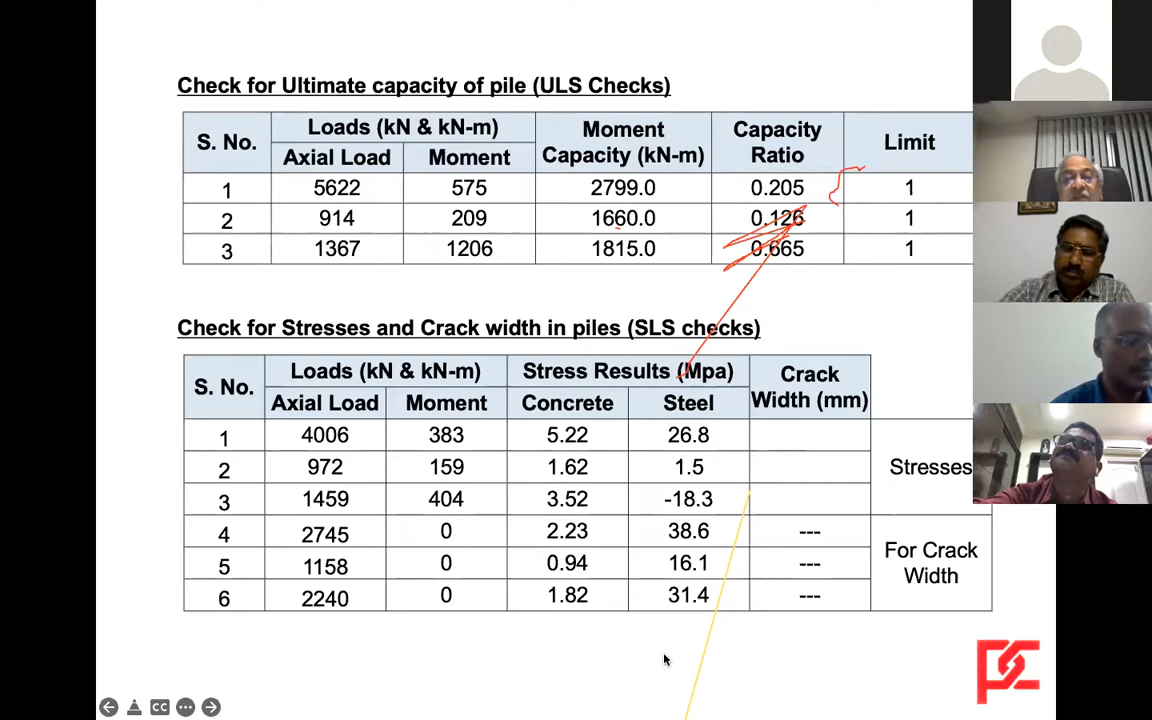 Check for Ultimate capacity of pile (ULS Checks)
S. No. Loads (kN & kN-m) Moment Capacity (kN-m) Capacity Ratio Limit
Axial Load Moment
1 5622 575 2799.0 0.205 1
2 914 209 1660.0 0.126 1
3 1367 1206 1815.0 0.665 1
Check for Stresses and Crack width in piles (SLS checks)
S. No. Loads (kN & kN-m) Stress Results (Mpa) Crack Width (mm)
Axial Load Moment Concrete Steel
1 4006 383 5.22 26.8
2 972 159 1.62 1.5 Stresses
3 1459 404 3.52 -18.3
4 2745 0 2.23 38.6 ---
5 1158 0 0.94 16.1 --- For Crack Width
6 2240 0 1.82 31.4 ---
CC